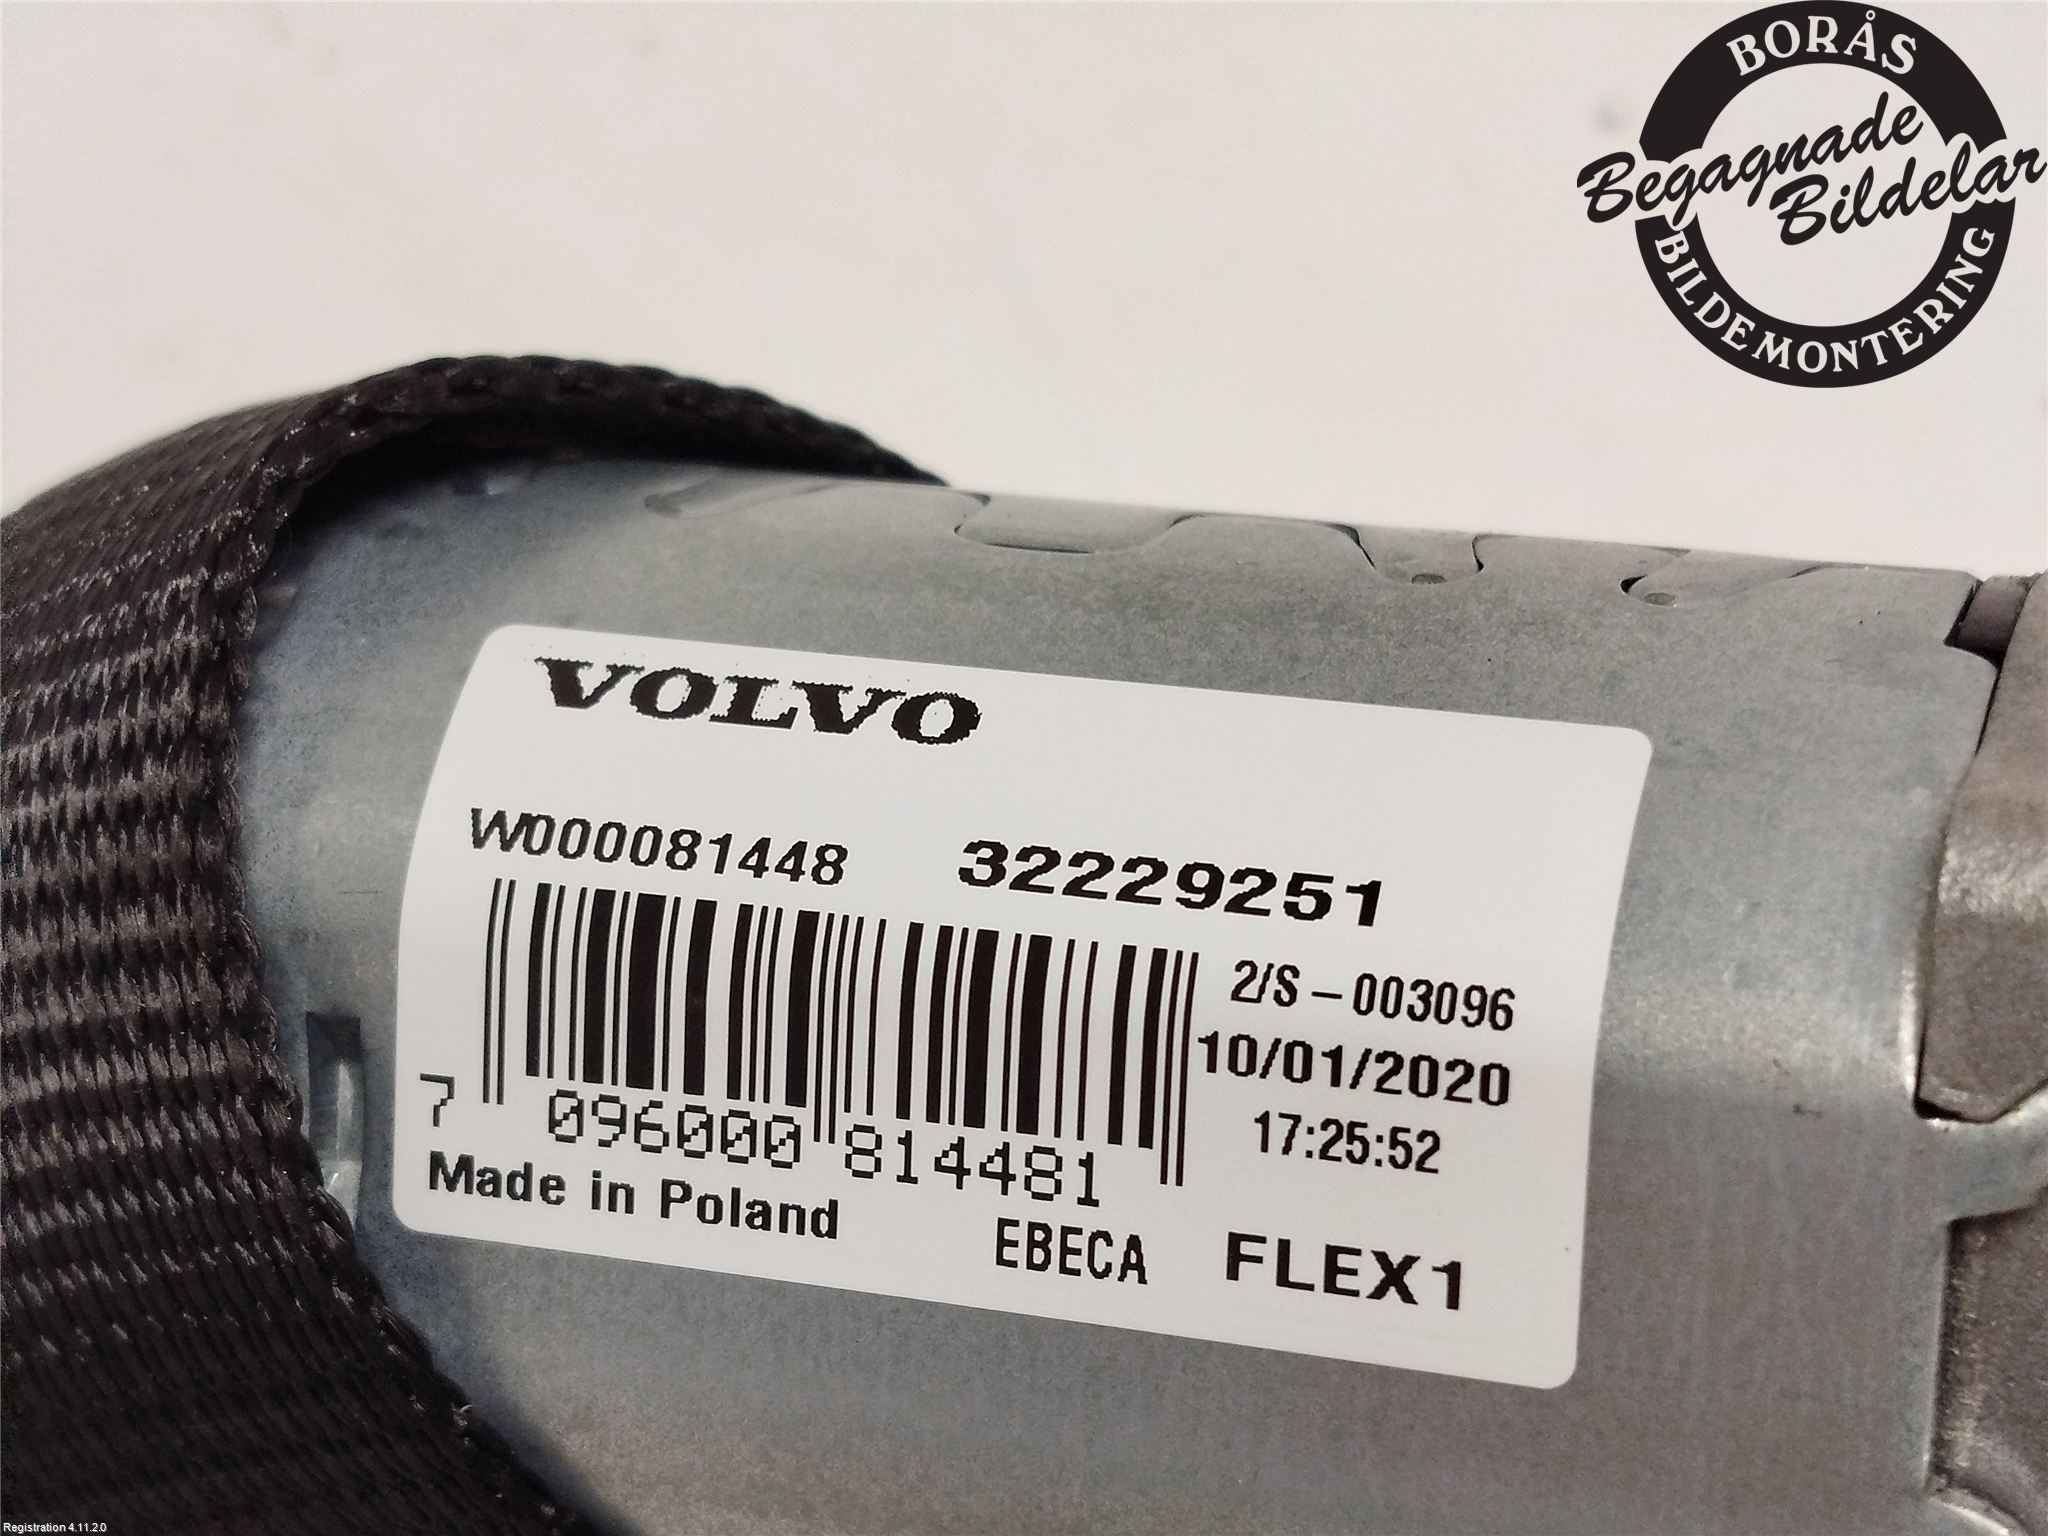 BORÅS
Begagnade
Bildelar
BILDEMONTERING
VOLVO
W000081448 32229251
2/S-003096
10/01/2020
17:25:52
7 096000 814481
Made in Poland EBECA FLEX1
Registration 4.11.2.0